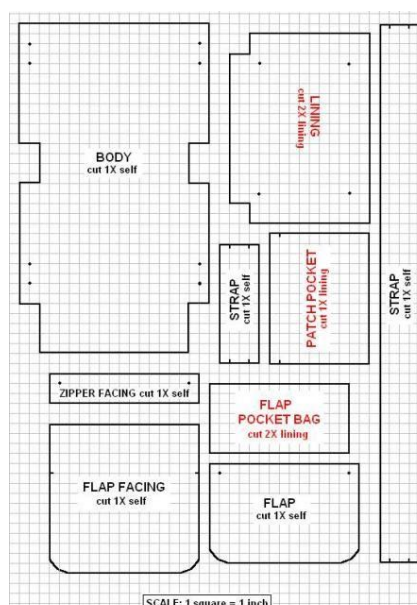 BODY
cut 1X self
LINING
cut 2X lining
STRAP
cut 1X self
PATCH POCKET
cut 1X lining
STRAP
cut 1X self
ZIPPER FACING cut 1X self
FLAP
POCKET BAG
cut 2X lining
FLAP FACING
cut 1X self
FLAP
cut 1X self
SCALE: 1 square = 1 inch